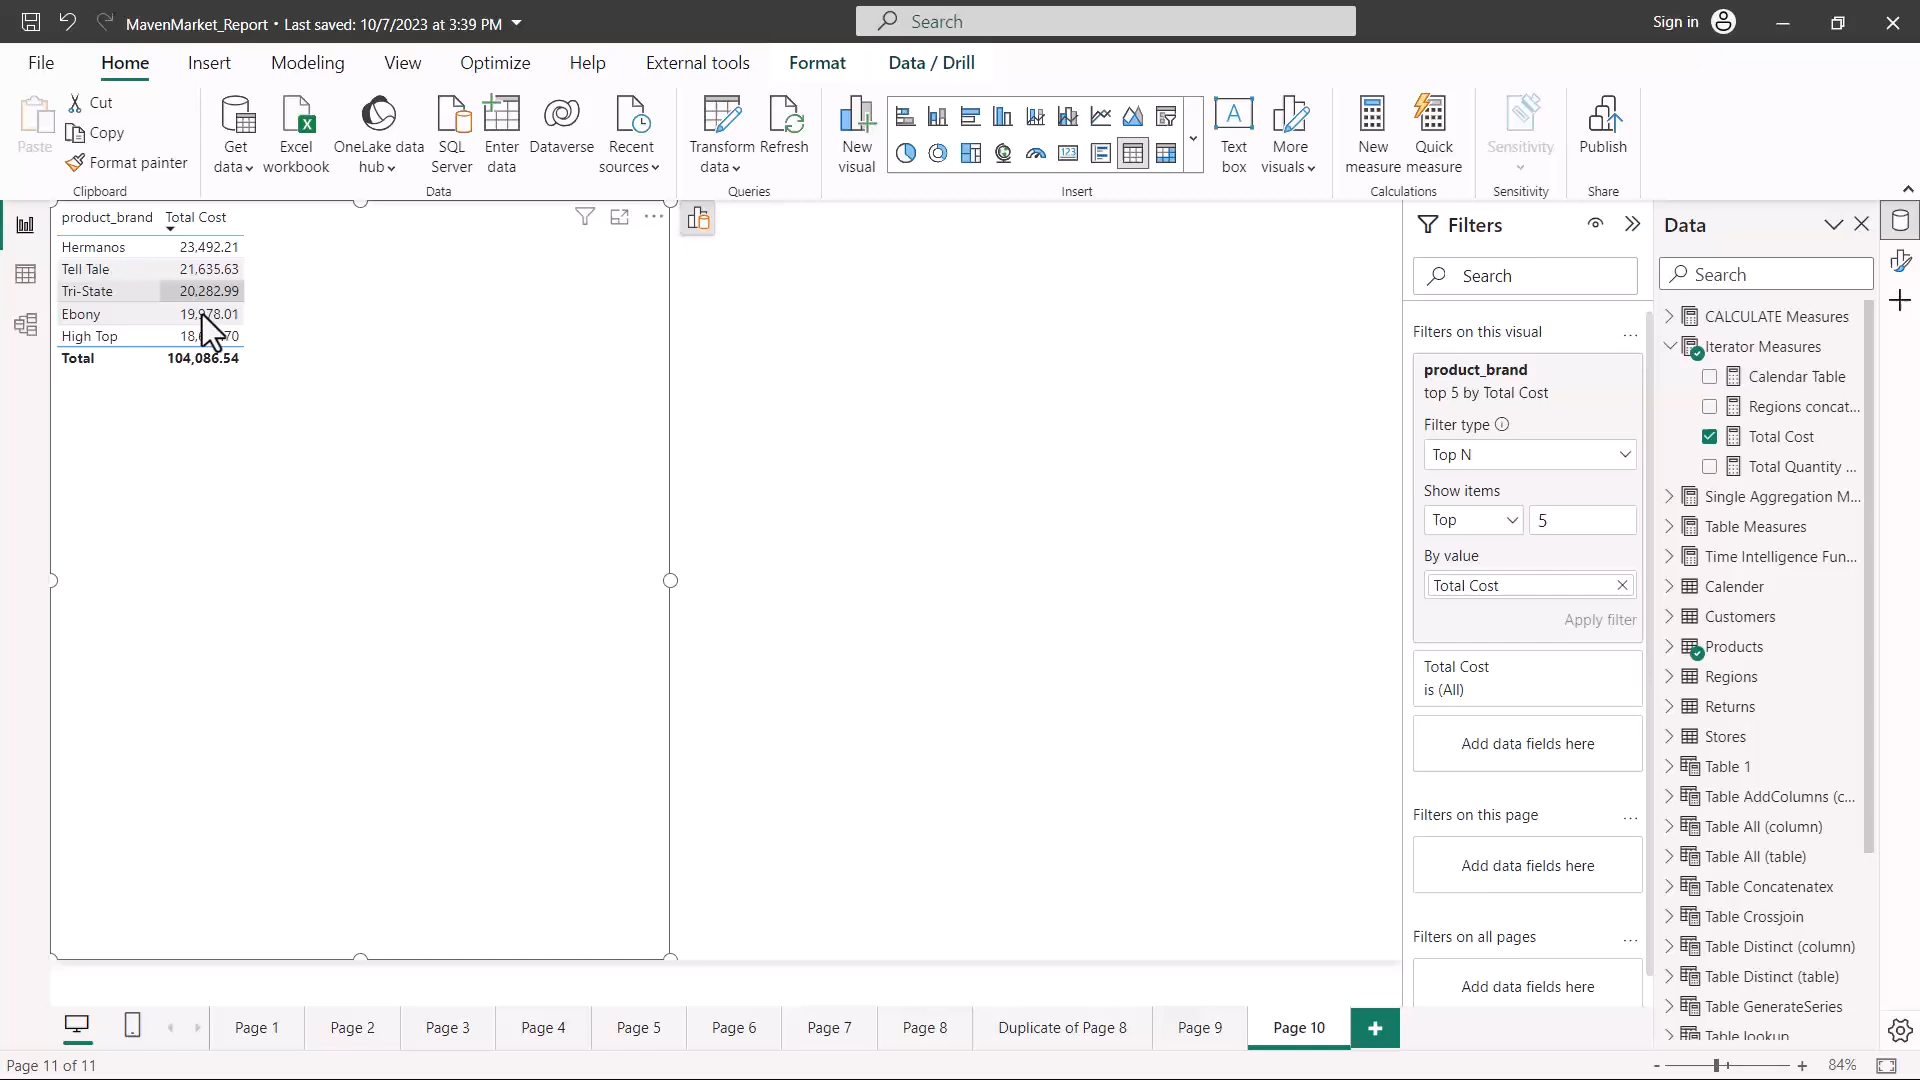 MavenMarket_Report • Last saved: 10/7/2023 at 3:39 PM
Search
Sign in
File
Home
Insert
Modeling
View
Optimize
Help
External tools
Format
Data / Drill
Paste
Cut
Copy
Format painter
Clipboard
Get data
Excel workbook
OneLake data hub
SQL Server
Enter data
Dataverse
Recent sources
Data
Transform data
Refresh
Queries
New visual
Text box
More visuals
Insert
New measure
Quick measure
Calculations
Sensitivity
Sensitivity
Publish
Share
product_brand Total Cost
Hermanos 23,492.21
Tell Tale 21,635.63
Tri-State 20,282.99
Ebony 19,978.01
High Top
Total 104,086.54
Filters
Search
Filters on this visual
...
product_brand
top 5 by Total Cost
Filter type
Top N
Show items
Top
5
By value
Total Cost
Apply filter
Total Cost
is (All)
Add data fields here
Filters on this page
...
Add data fields here
Filters on all pages
...
Add data fields here
Data
Search
CALCULATE Measures
Iterator Measures
Calendar Table
Regions concat...
Total Cost
Total Quantity ...
Single Aggregation M...
Table Measures
Time Intelligence Fun...
Calender
Customers
Products
Regions
Returns
Stores
Table 1
Table AddColumns (c...
Table All (column)
Table All (table)
Table Concatenatex
Table Crossjoin
Table Distinct (column)
Table Distinct (table)
Table GenerateSeries
Table lookup
Page 1
Page 2
Page 3
Page 4
Page 5
Page 6
Page 7
Page 8
Duplicate of Page 8
Page 9
Page 10
Page 11 of 11
- + 84%